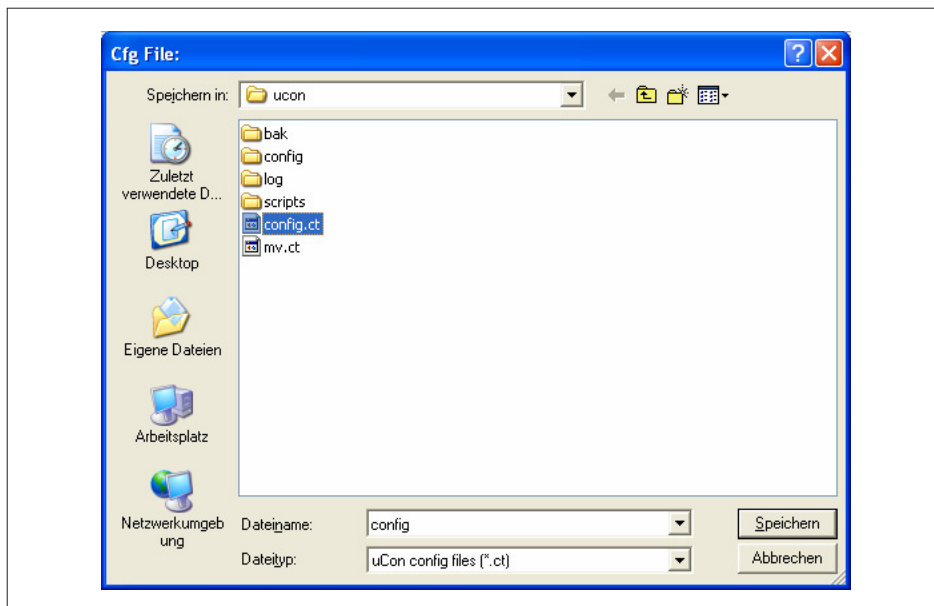 Cfg File:
Speichern in:
ucon
Zuletzt
verwendete D...
Desktop
Eigene Dateien
Arbeitsplatz
Netzwerkumgeb
ung
bak
config
log
scripts
config.ct
mv.ct
Dateiname:
config
Speichern
Dateityp:
uCon config files (*.ct)
Abbrechen